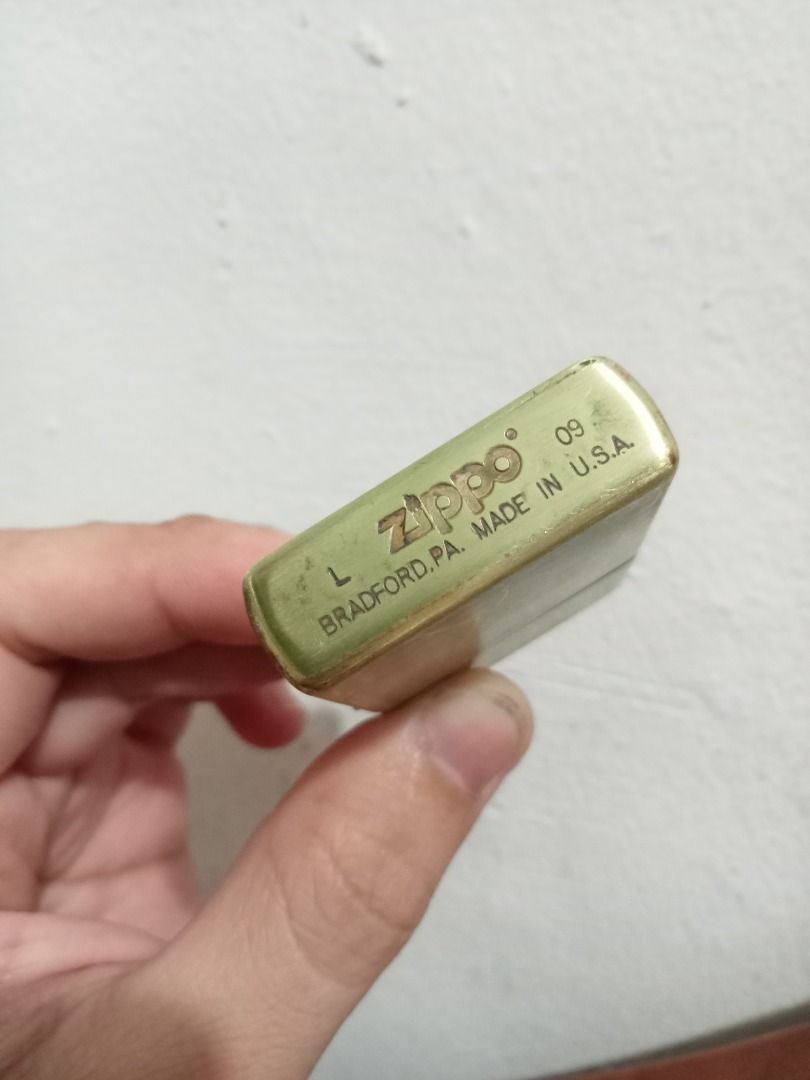 L zippo 09
BRADFORD,PA. MADE IN U.S.A.